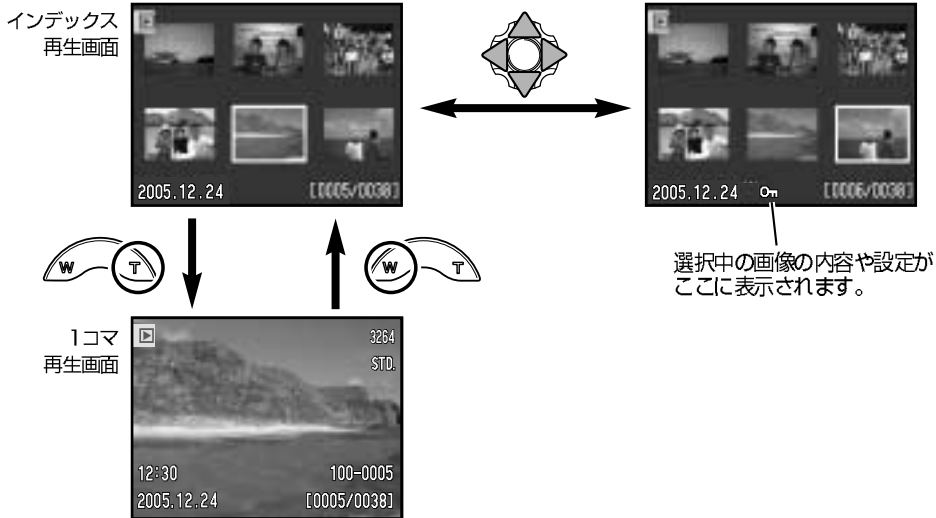 インデックス
再生画面
2005.12.24 [0005/0038]
2005.12.24 [0006/0038]
選択中の画像の内容や設定が
ここに表示されます。
W T
W T
1コマ
再生画面
3264
STD.
12:30 100-0005
2005.12.24 [0005/0038]